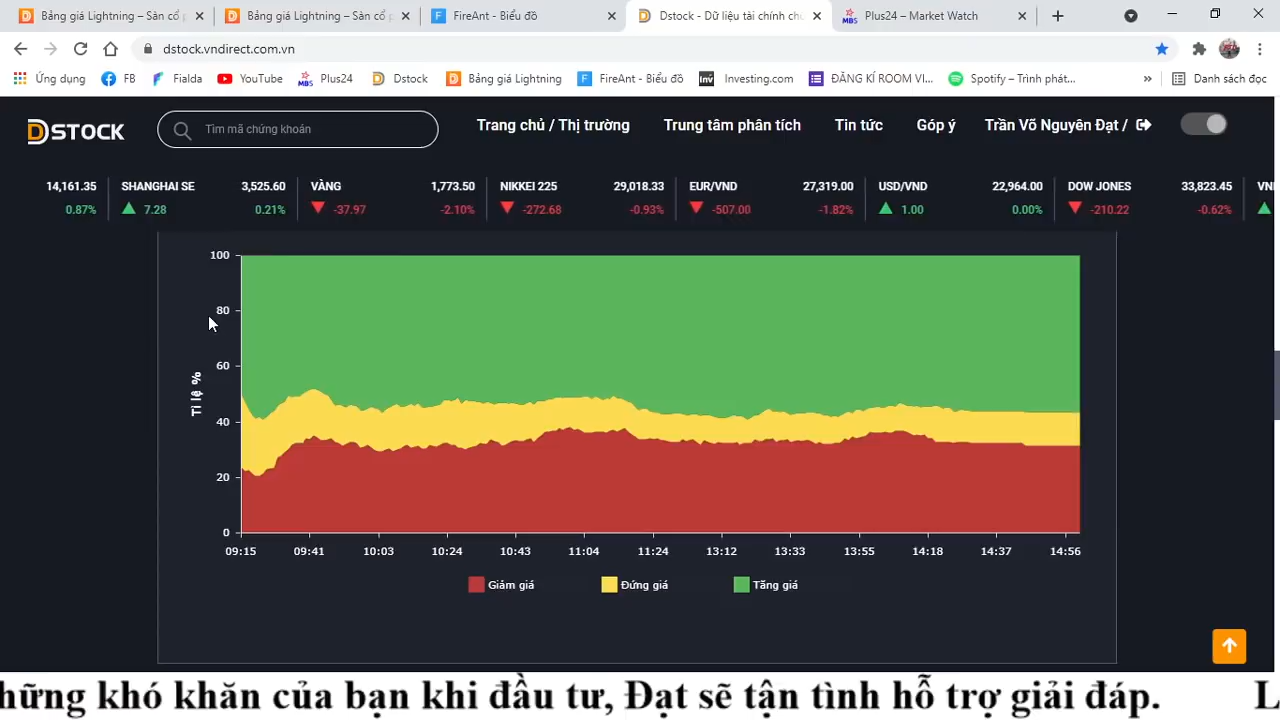 Bảng giá Lightning – Sàn cổ p
Bảng giá Lightning – Sàn cổ p
FireAnt - Biểu đồ
Dstock - Dữ liệu tài chính ch
Plus24 – Market Watch
dstock.vndirect.com.vn
Ứng dụng
FB
Fialda
YouTube
Plus24
Dstock
Bảng giá Lightning
FireAnt - Biểu đồ
Investing.com
ĐĂNG KÍ ROOM VI...
Spotify – Trình phát...
»
Danh sách đọc
DSTOCK
Tìm mã chứng khoán
Trang chủ / Thị trường
Trung tâm phân tích
Tin tức
Góp ý
Trần Võ Nguyên Đạt /
14,161.35 SHANGHAI SE 3,525.60 VÀNG 1,773.50 NIKKEI 225 29,018.33 EUR/VND 27,319.00 USD/VND 22,964.00 DOW JONES 33,823.45 VN
0.87% 7.28 0.21% -37.97 -2.10% -272.68 -0.93% -507.00 -1.82% 1.00 0.00% -210.22 -0.62%
100
80
60
40
20
0
Tỉ lệ %
09:15 09:41 10:03 10:24 10:43 11:04 11:24 13:12 13:33 13:55 14:18 14:37 14:56
Giảm giá Đứng giá Tăng giá
hững khó khăn của bạn khi đầu tư, Đạt sẽ tận tình hỗ trợ giải đáp. L